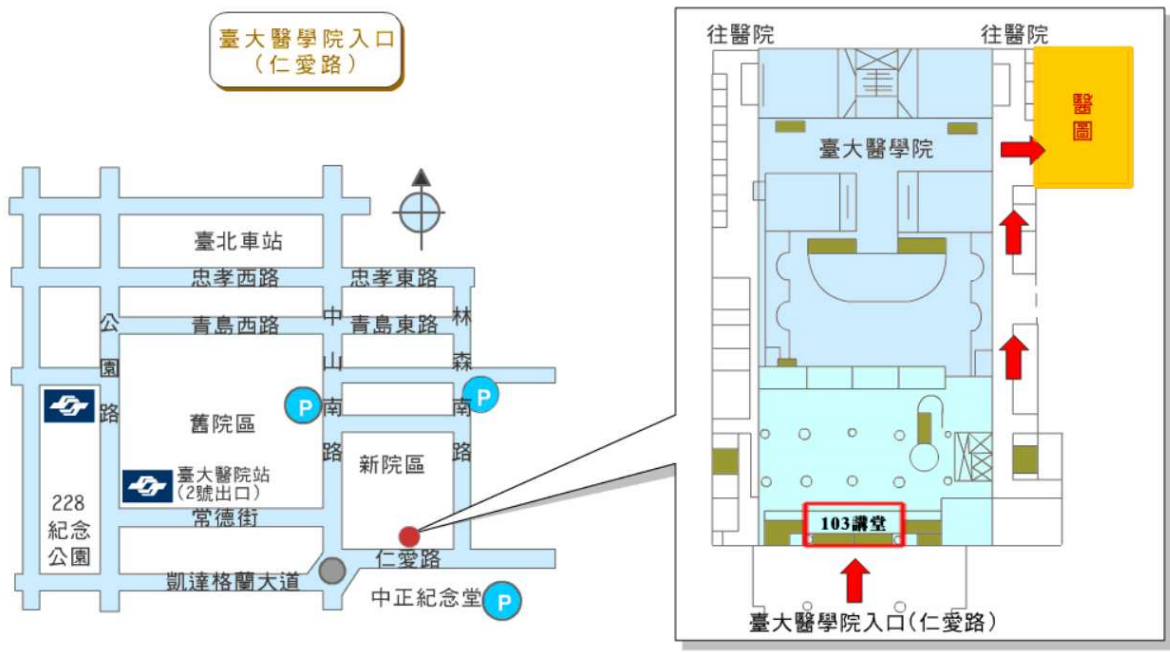 臺大醫學院入口
（仁愛路）
臺北車站
忠孝西路
忠孝東路
青島西路
青島東路
公園路
中山南路
林森南路
P
P
舊院區
新院區
臺大醫院站
（2號出口）
228
紀念
公園
常德街
仁愛路
凱達格蘭大道
中正紀念堂
P
往醫院
往醫院
醫圖
臺大醫學院
103講堂
臺大醫學院入口（仁愛路）